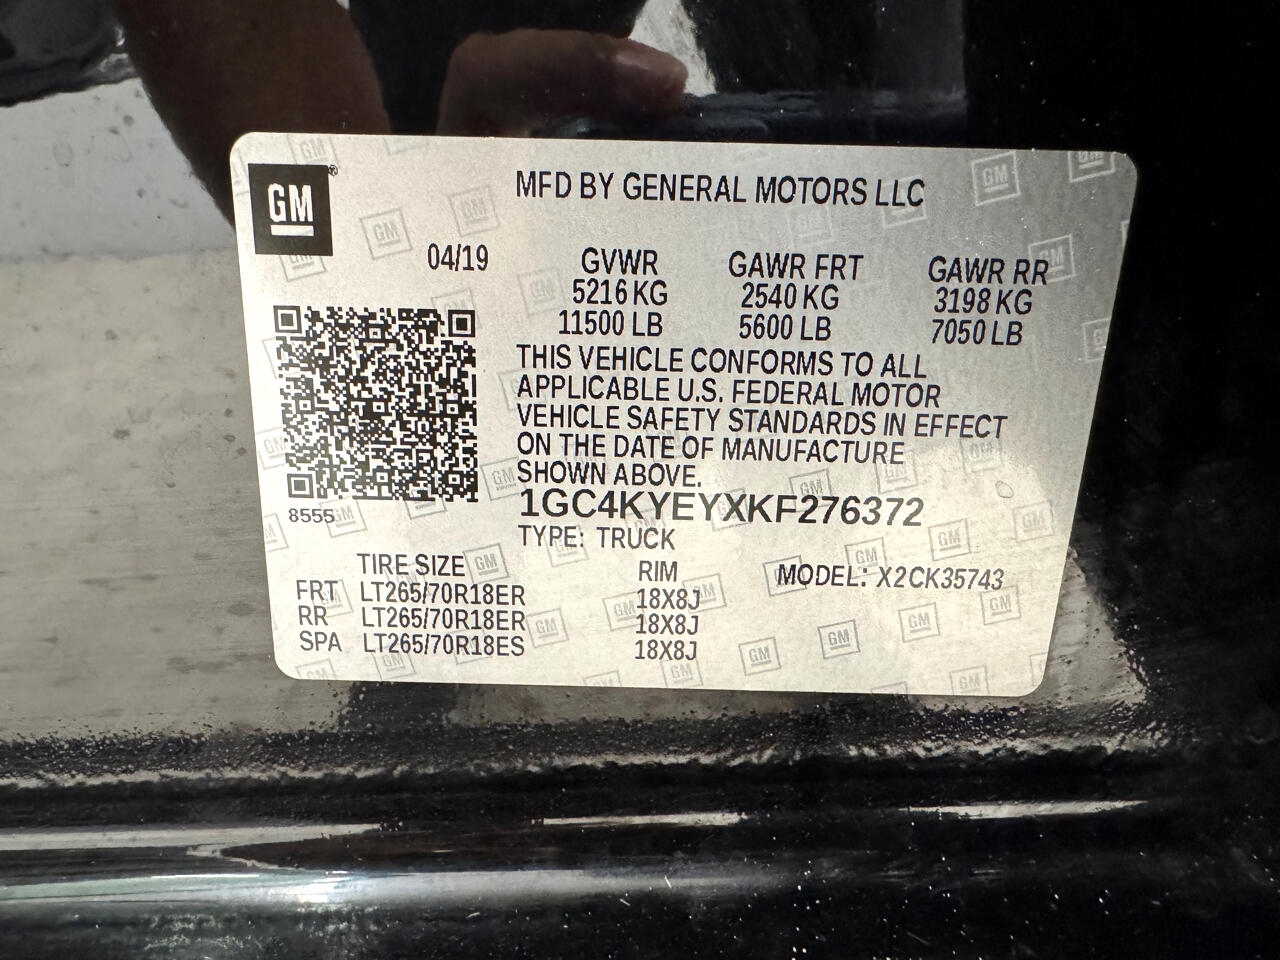 GM®
MFD BY GENERAL MOTORS LLC
04/19 GVWR GAWR FRT GAWR RR
5216 KG 2540 KG 3198 KG
11500 LB 5600 LB 7050 LB
THIS VEHICLE CONFORMS TO ALL
APPLICABLE U.S. FEDERAL MOTOR
VEHICLE SAFETY STANDARDS IN EFFECT
ON THE DATE OF MANUFACTURE
SHOWN ABOVE.
8555
1GC4KYEYXKF276372
TYPE: TRUCK
TIRE SIZE RIM MODEL: X2CK35743
FRT LT265/70R18ER 18X8J
RR LT265/70R18ER 18X8J
SPA LT265/70R18ES 18X8J